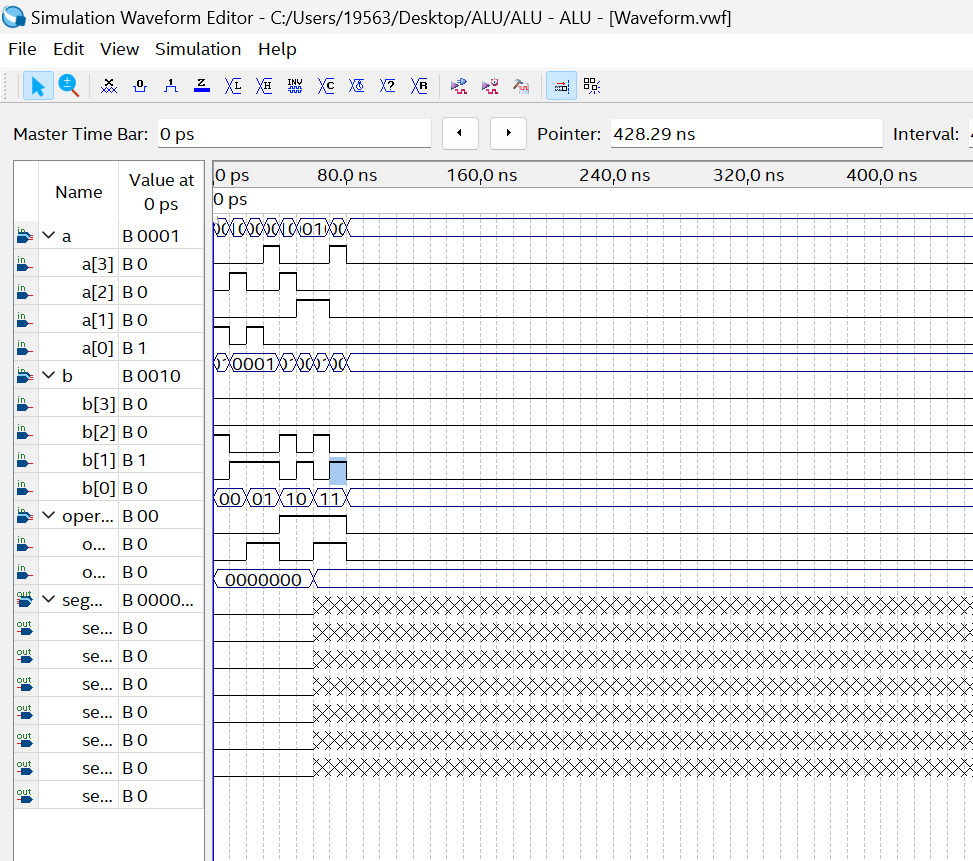 Simulation Waveform Editor - C:/Users/19563/Desktop/ALU/ALU - ALU - [Waveform.vwf]
File Edit View Simulation Help
Master Time Bar: 0 ps Pointer: 428.29 ns Interval:
Name Value at 0 ps
0 ps 80.0 ns 160.0 ns 240.0 ns 320.0 ns 400.0 ns
0 ps
a B 0001
a[3] B 0
a[2] B 0
a[1] B 0
a[0] B 1
b B 0010 0001
b[3] B 0
b[2] B 0
b[1] B 1
b[0] B 0 00 01 10 11
oper... B 00
o... B 0
o... B 0 0000000
seg... B 0000...
se... B 0
se... B 0
se... B 0
se... B 0
se... B 0
se... B 0
se... B 0